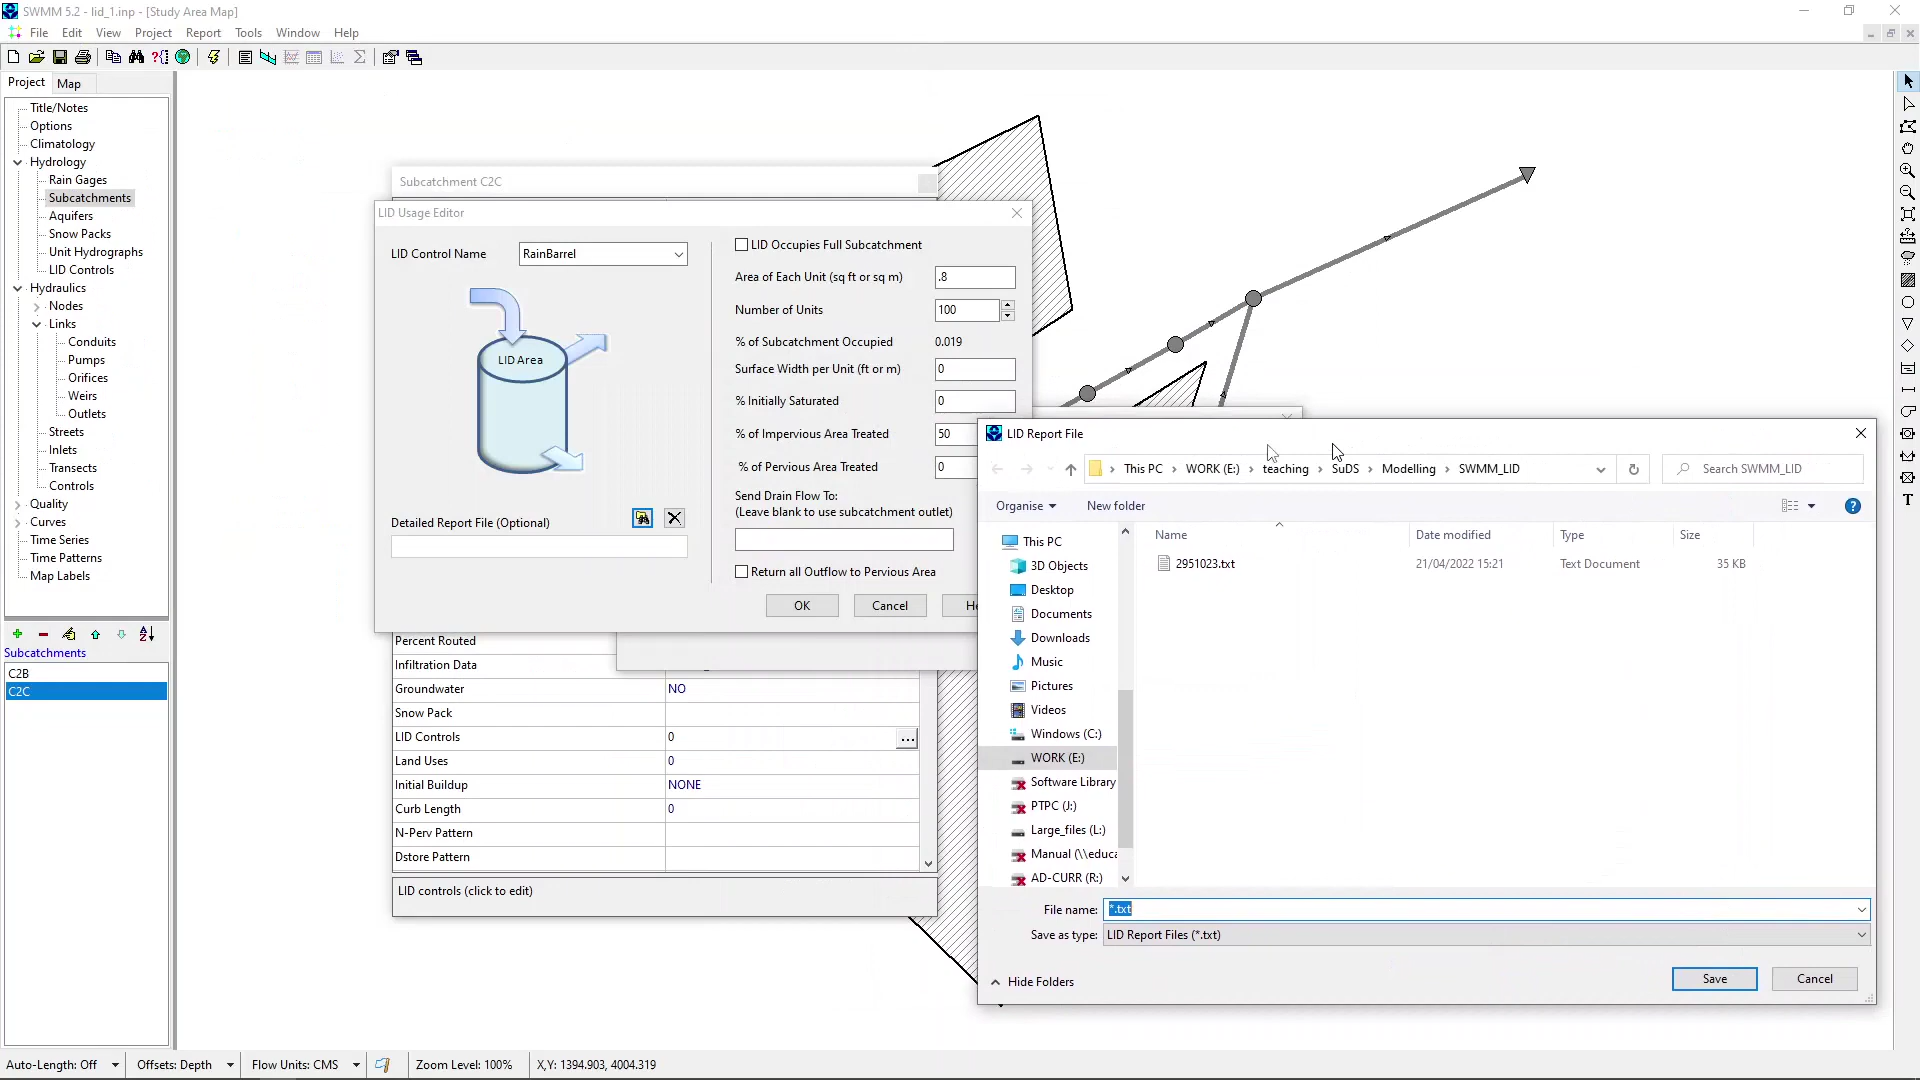 SWMM 5.2 - lid_1.inp - [Study Area Map]
File Edit View Project Report Tools Window Help
Project Map
Title/Notes
Options
Climatology
Hydrology
Rain Gages
Subcatchments
Aquifers
Snow Packs
Unit Hydrographs
LID Controls
Hydraulics
Nodes
Links
Conduits
Pumps
Orifices
Weirs
Outlets
Streets
Inlets
Transects
Controls
Quality
Curves
Time Series
Time Patterns
Map Labels
Subcatchments
C2B
C2C
Subcatchment C2C
LID Usage Editor
LID Control Name RainBarrel
LID Area
Detailed Report File (Optional)
LID Occupies Full Subcatchment
Area of Each Unit (sq ft or sq m) .8
Number of Units 100
% of Subcatchment Occupied 0.019
Surface Width per Unit (ft or m) 0
% Initially Saturated 0
% of Impervious Area Treated 50
% of Pervious Area Treated 0
Send Drain Flow To:
(Leave blank to use subcatchment outlet)
Return all Outflow to Pervious Area
OK Cancel He
Percent Routed
Infiltration Data
Groundwater NO
Snow Pack
LID Controls 0 ...
Land Uses 0
Initial Buildup NONE
Curb Length 0
N-Perv Pattern
Dstore Pattern
LID controls (click to edit)
LID Report File
This PC WORK (E:) teaching SuDS Modelling SWMM_LID
Search SWMM_LID
Organise New folder
Name Date modified Type Size
2951023.txt 21/04/2022 15:21 Text Document 35 KB
This PC
3D Objects
Desktop
Documents
Downloads
Music
Pictures
Videos
Windows (C:)
WORK (E:)
Software Library
PTPC (J:)
Large_files (L:)
Manual (\\educa
AD-CURR (R:)
File name: *.txt
Save as type: LID Report Files (*.txt)
Hide Folders
Save Cancel
Auto-Length: Off Offsets: Depth Flow Units: CMS Zoom Level: 100% X,Y: 1394.903, 4004.319